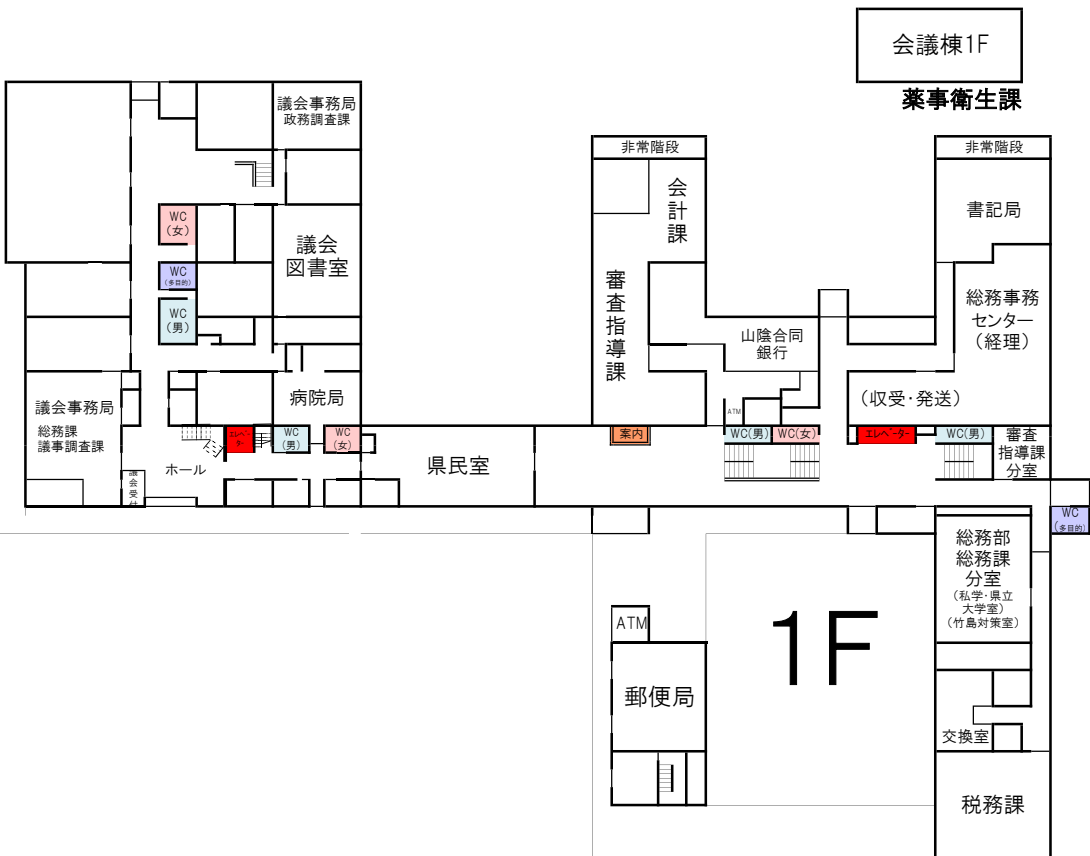 会議棟1F
薬事衛生課
議会事務局
政務調査課
非常階段
非常階段
会計課
書記局
WC
(女)
議会
図書室
WC
(多目的)
WC
(男)
審査指導課
総務事務
センター
(経理)
山陰合同
銀行
病院局
(収受・発送)
議会事務局
総務課
議事調査課
ATM
エレベーター
WC
(男)
WC
(女)
案内
WC(男)
WC(女)
エレベーター
WC(男)
審査
指導課
分室
ホール
県民室
議会受付
WC
(多目的)
総務部
総務課
分室
(私学・県立
大学室)
(竹島対策室)
ATM
1F
郵便局
交換室
税務課